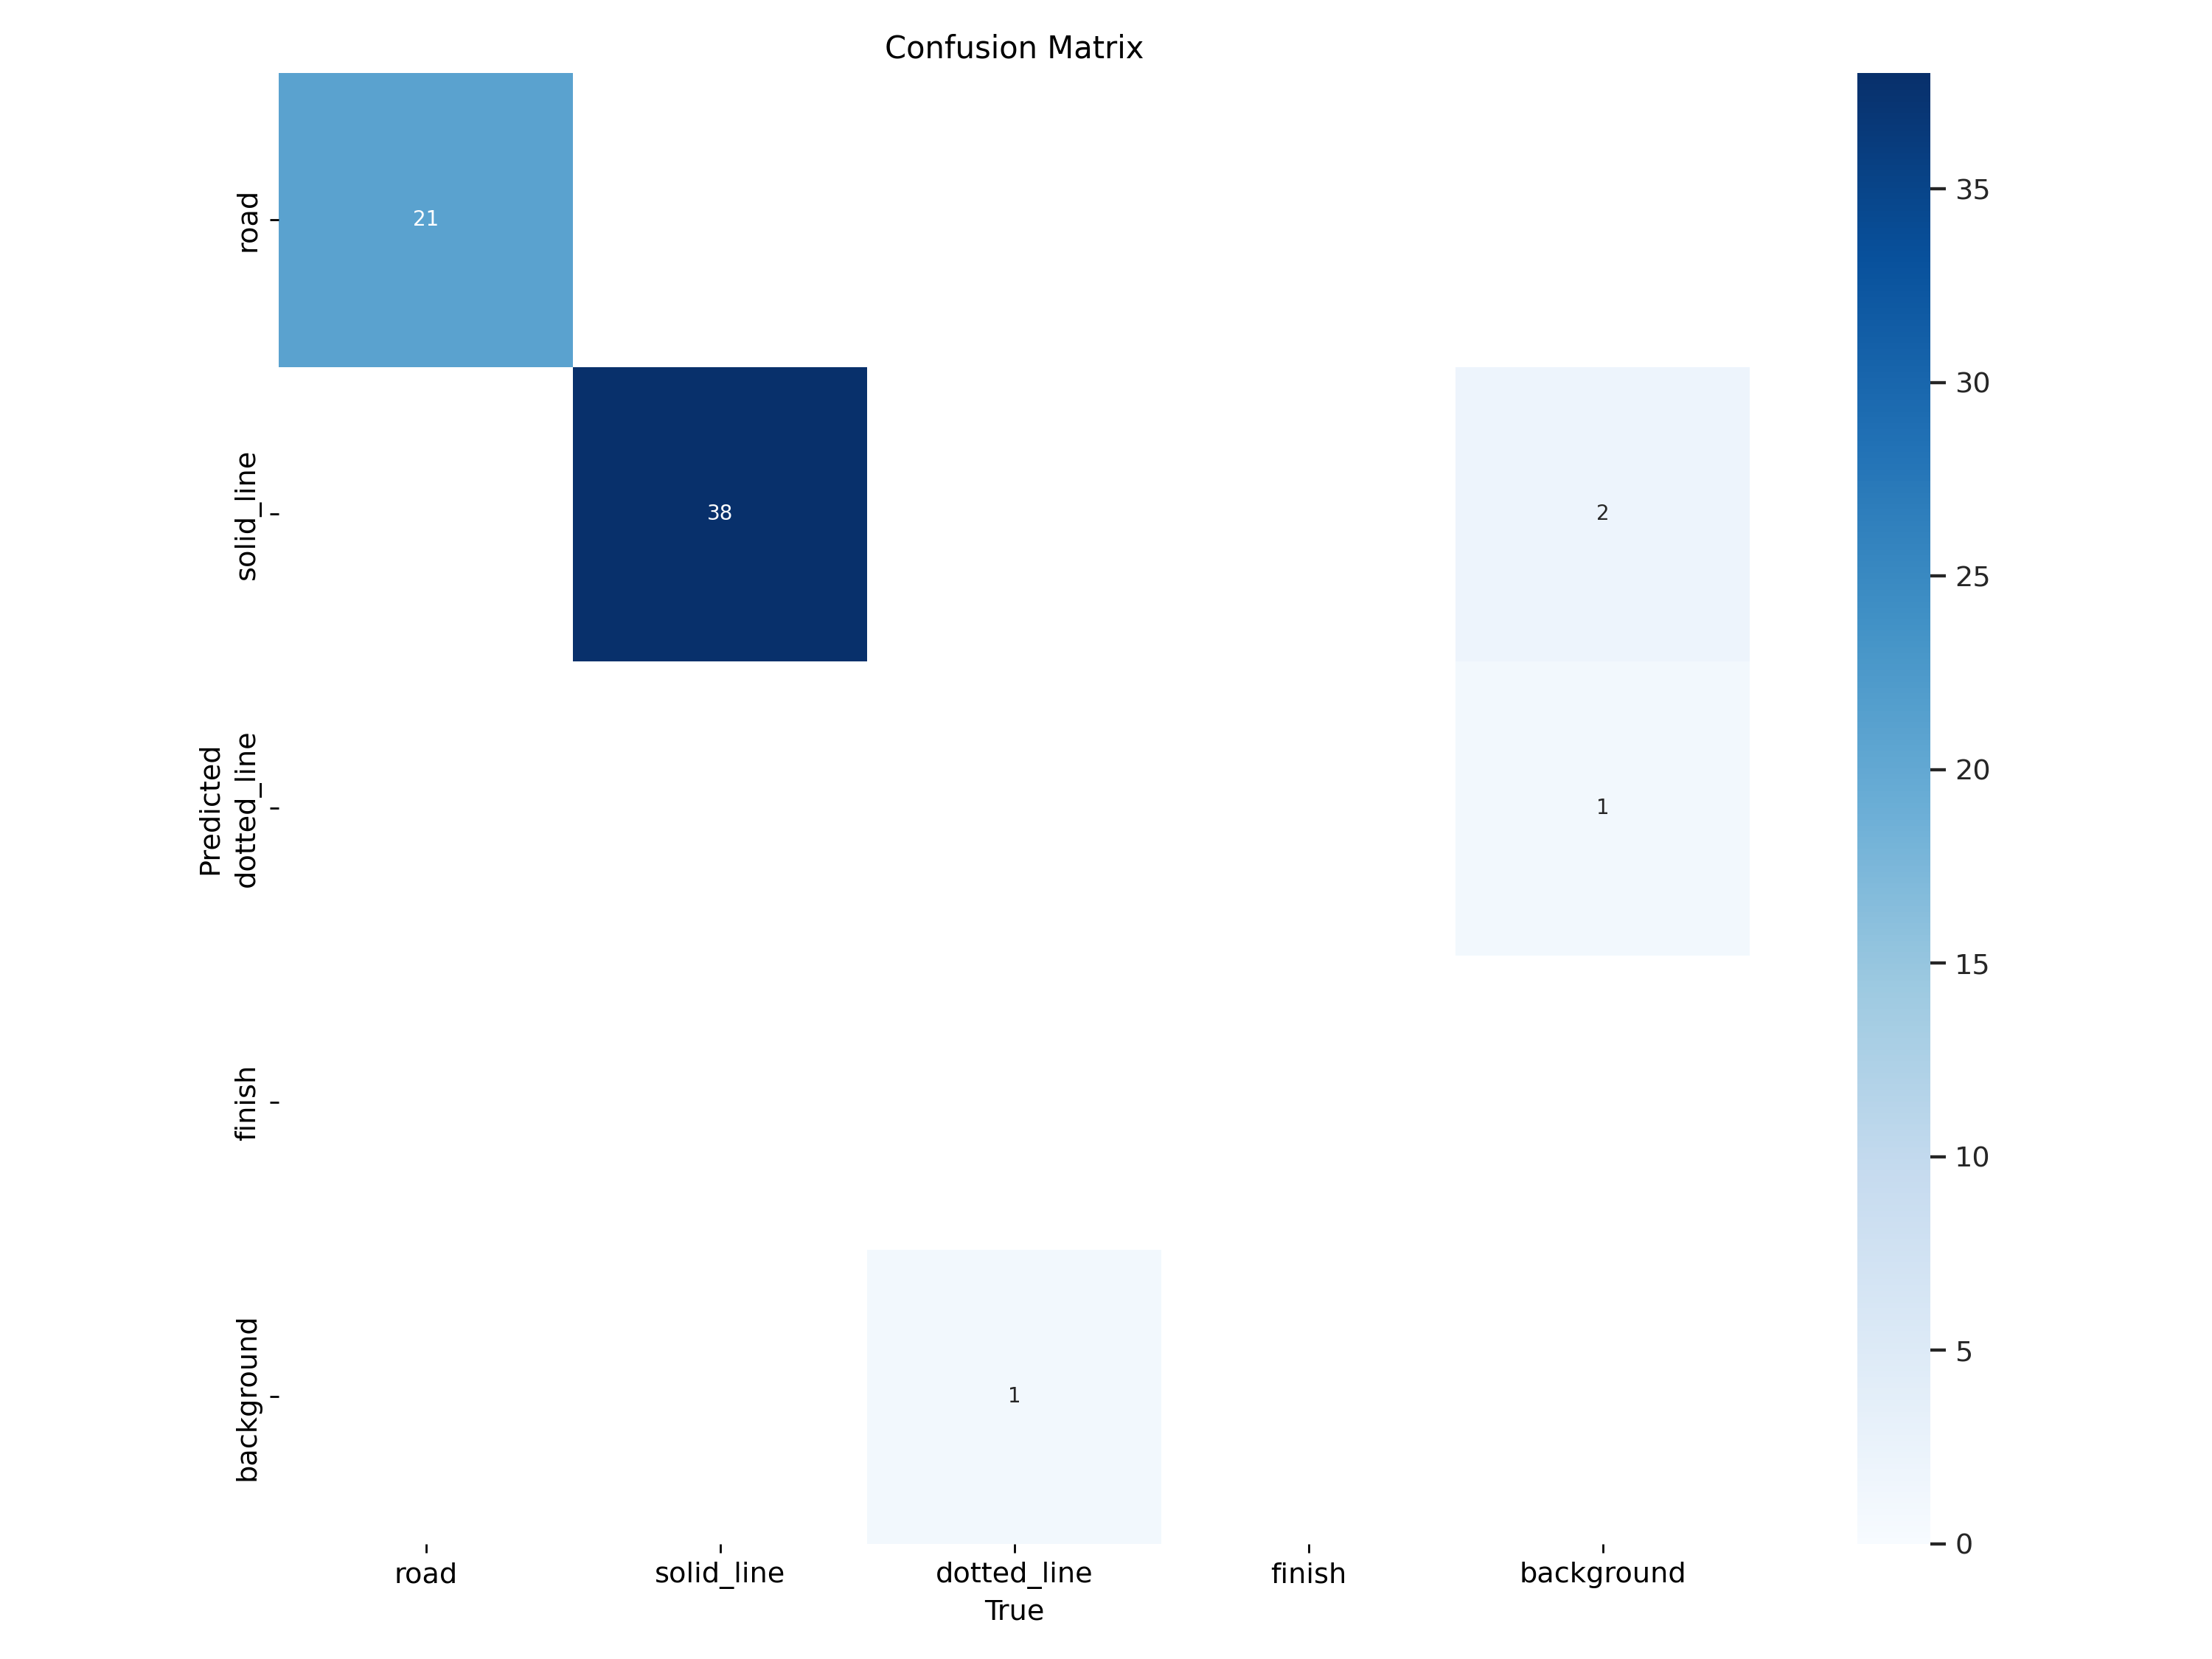 Confusion Matrix
road
21
solid_line
38
2
Predicted
dotted_line
1
finish
background
1
road
solid_line
dotted_line
finish
background
True
35
30
25
20
15
10
5
0